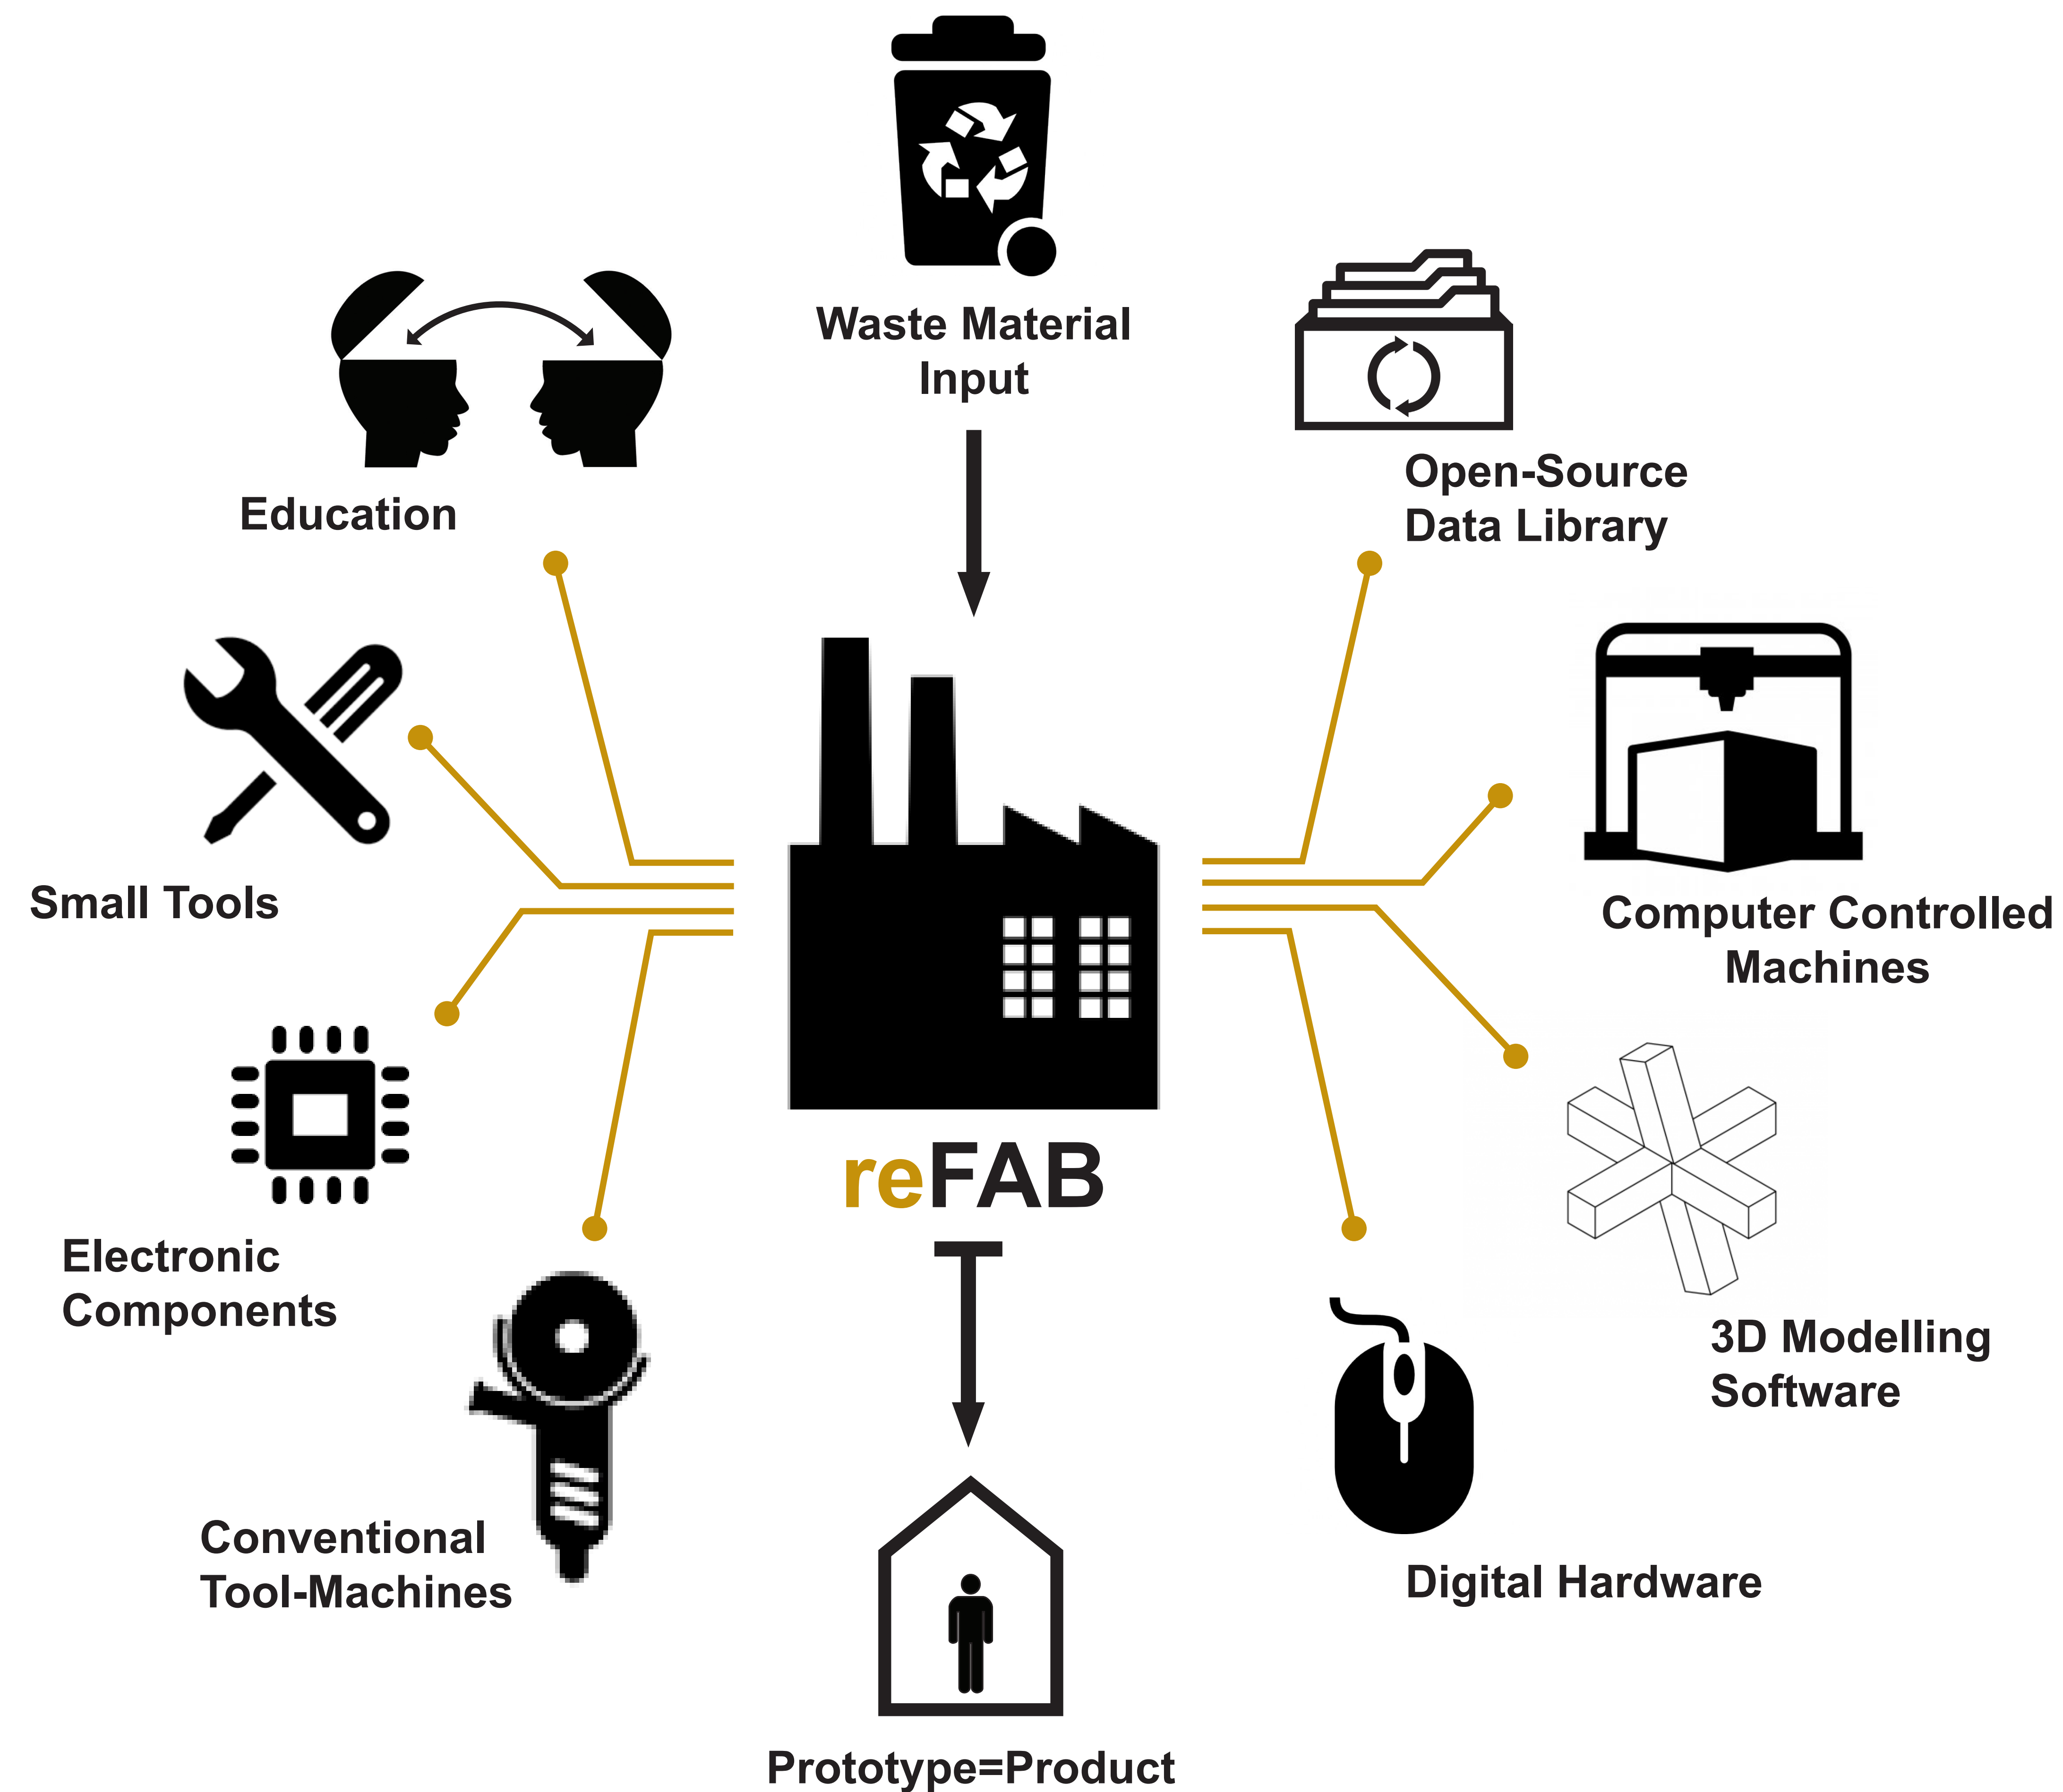 Waste Material
Input
Education
Open-Source
Data Library
Small Tools
Computer Controlled
Machines
reFAB
Electronic
Components
3D Modelling
Software
Conventional
Tool-Machines
Digital Hardware
Prototype=Product